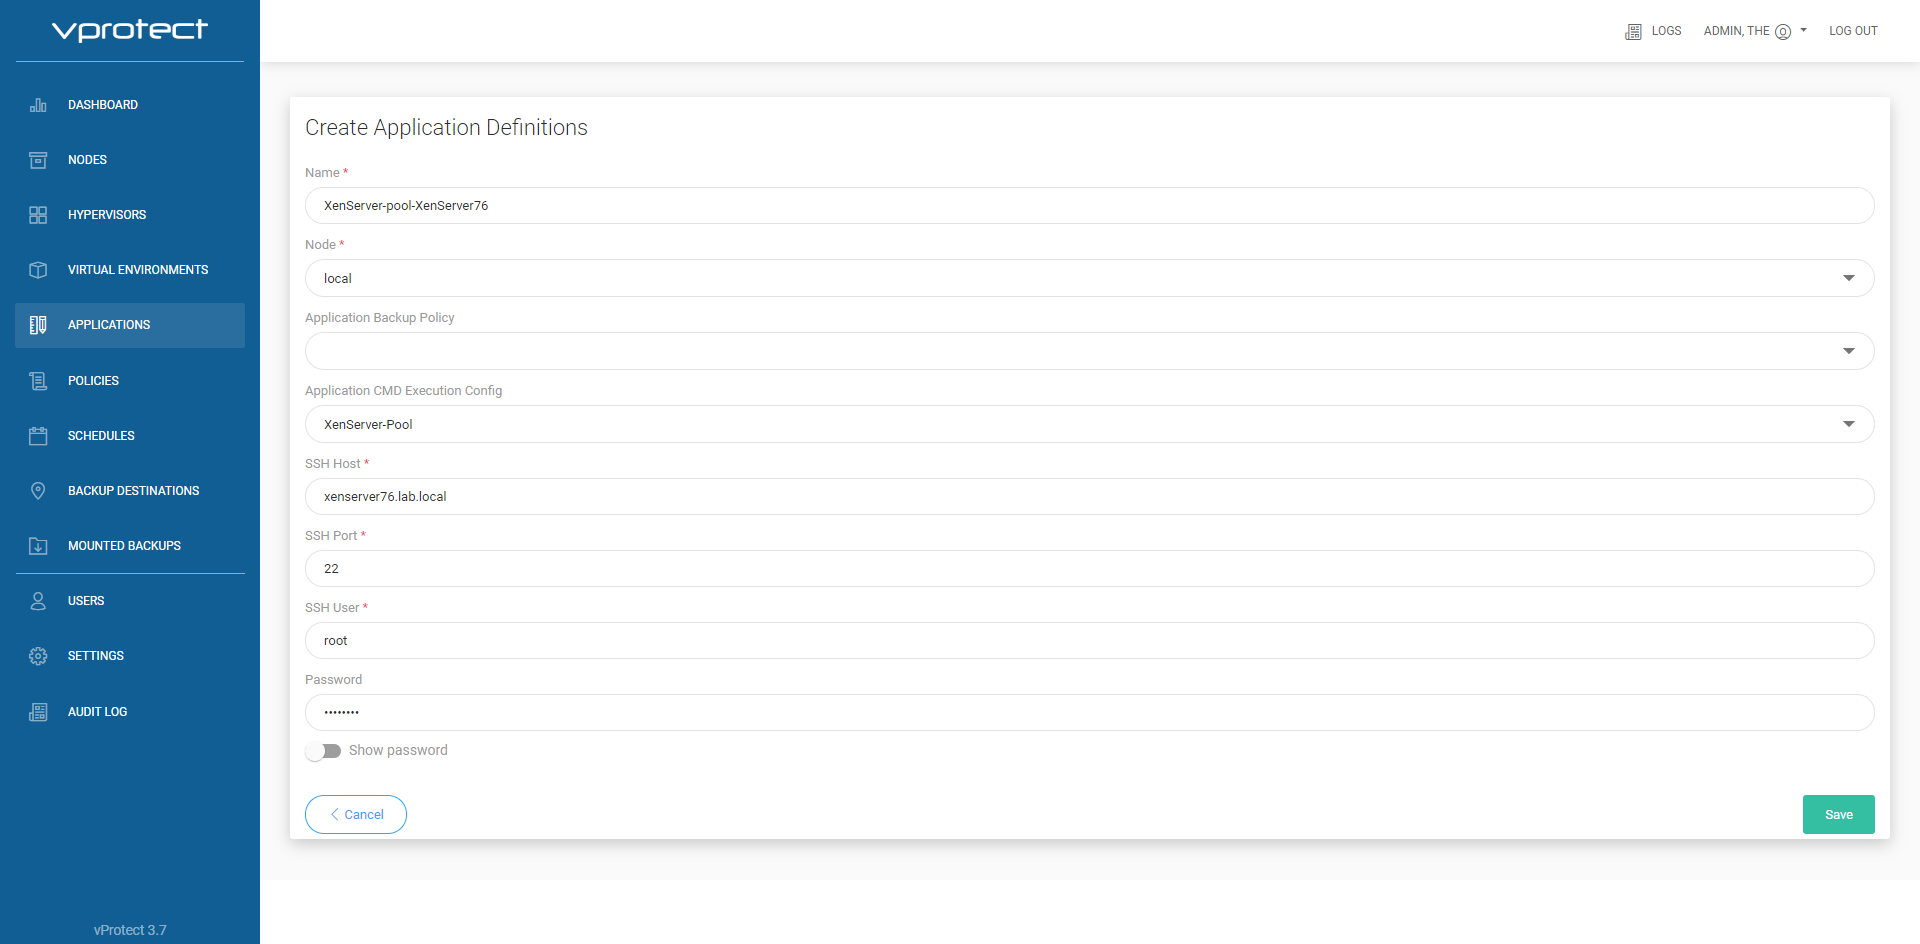 vprotect
LOGS
ADMIN, THE
LOG OUT
DASHBOARD
NODES
HYPERVISORS
VIRTUAL ENVIRONMENTS
APPLICATIONS
POLICIES
SCHEDULES
BACKUP DESTINATIONS
MOUNTED BACKUPS
USERS
SETTINGS
AUDIT LOG
vProtect 3.7
Create Application Definitions
Name *
XenServer-pool-XenServer76
Node *
local
Application Backup Policy
Application CMD Execution Config
XenServer-Pool
SSH Host *
xenserver76.lab.local
SSH Port *
22
SSH User *
root
Password
••••••••
Show password
Cancel
Save